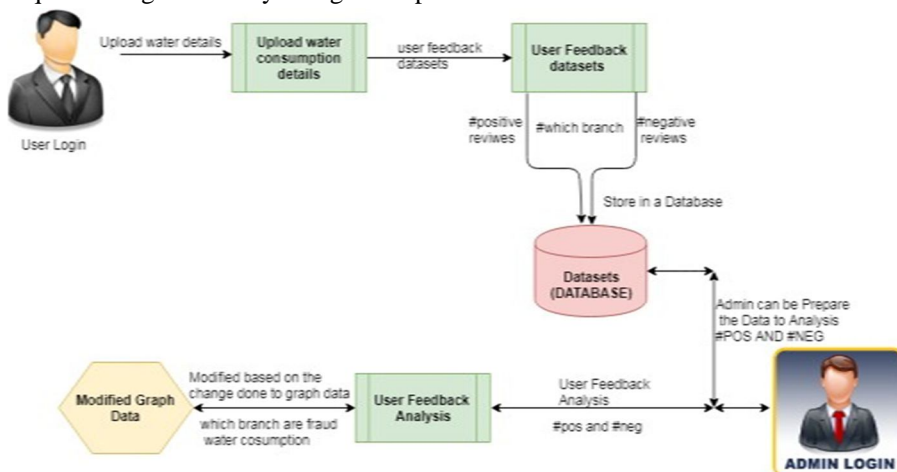 Upload water details
Upload water
consumption
details
user feedback
datasets
User Feedback
datasets
User Login
#positive
reviwes
#which branch
#negative
reviews
Store in a Database
Datasets
(DATABASE)
Admin can be Prepare
the Data to Analysis
#POS AND #NEG
Modified Graph
Data
Modified based on the
change done to graph data
which branch are fraud
water cosumption
User Feedback
Analysis
User Feedback
Analysis
#pos and #neg
ADMIN LOGIN